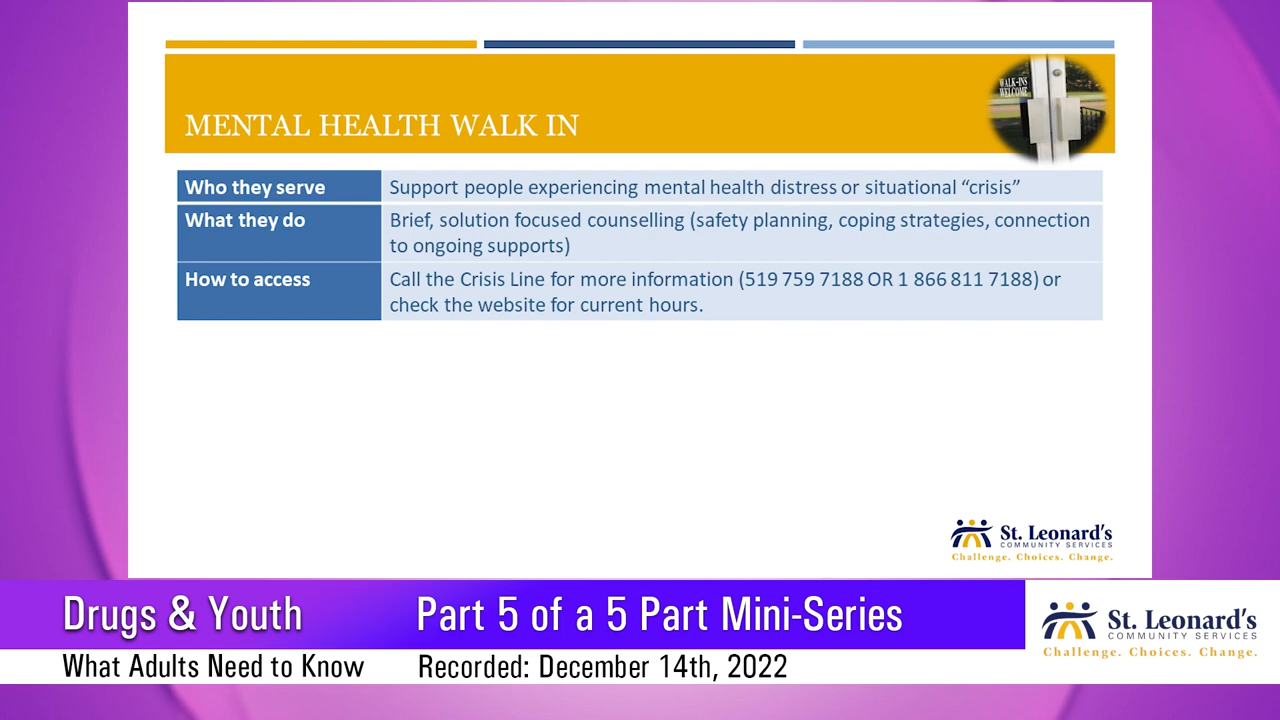 WALK-INS
WELCOME
MENTAL HEALTH WALK IN
Who they serve
Support people experiencing mental health distress or situational “crisis”
What they do
Brief, solution focused counselling (safety planning, coping strategies, connection
to ongoing supports)
How to access
Call the Crisis Line for more information (519 759 7188 OR 1 866 811 7188) or
check the website for current hours.
St. Leonard's
COMMUNITY SERVICES
Challenge. Choices. Change.
Drugs & Youth
Part 5 of a 5 Part Mini-Series
What Adults Need to Know
Recorded: December 14th, 2022
St. Leonard's
COMMUNITY SERVICES
Challenge. Choices. Change.